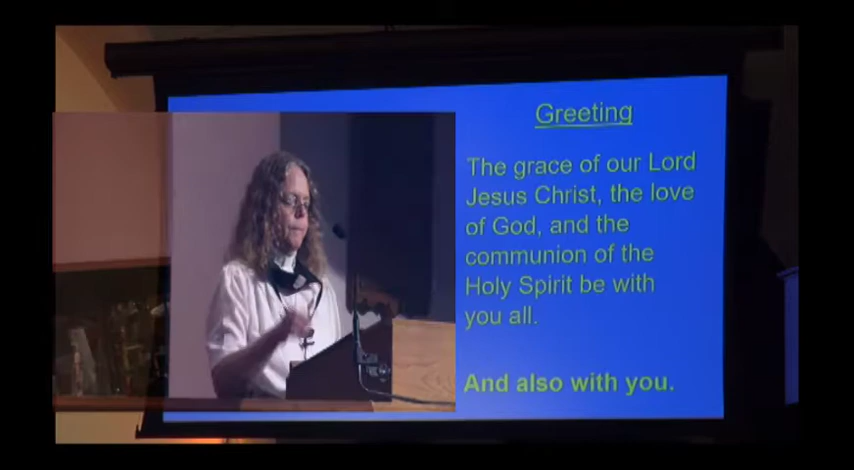 Greeting
The grace of our Lord
Jesus Christ, the love
of God, and the
communion of the
Holy Spirit be with
you all.
And also with you.